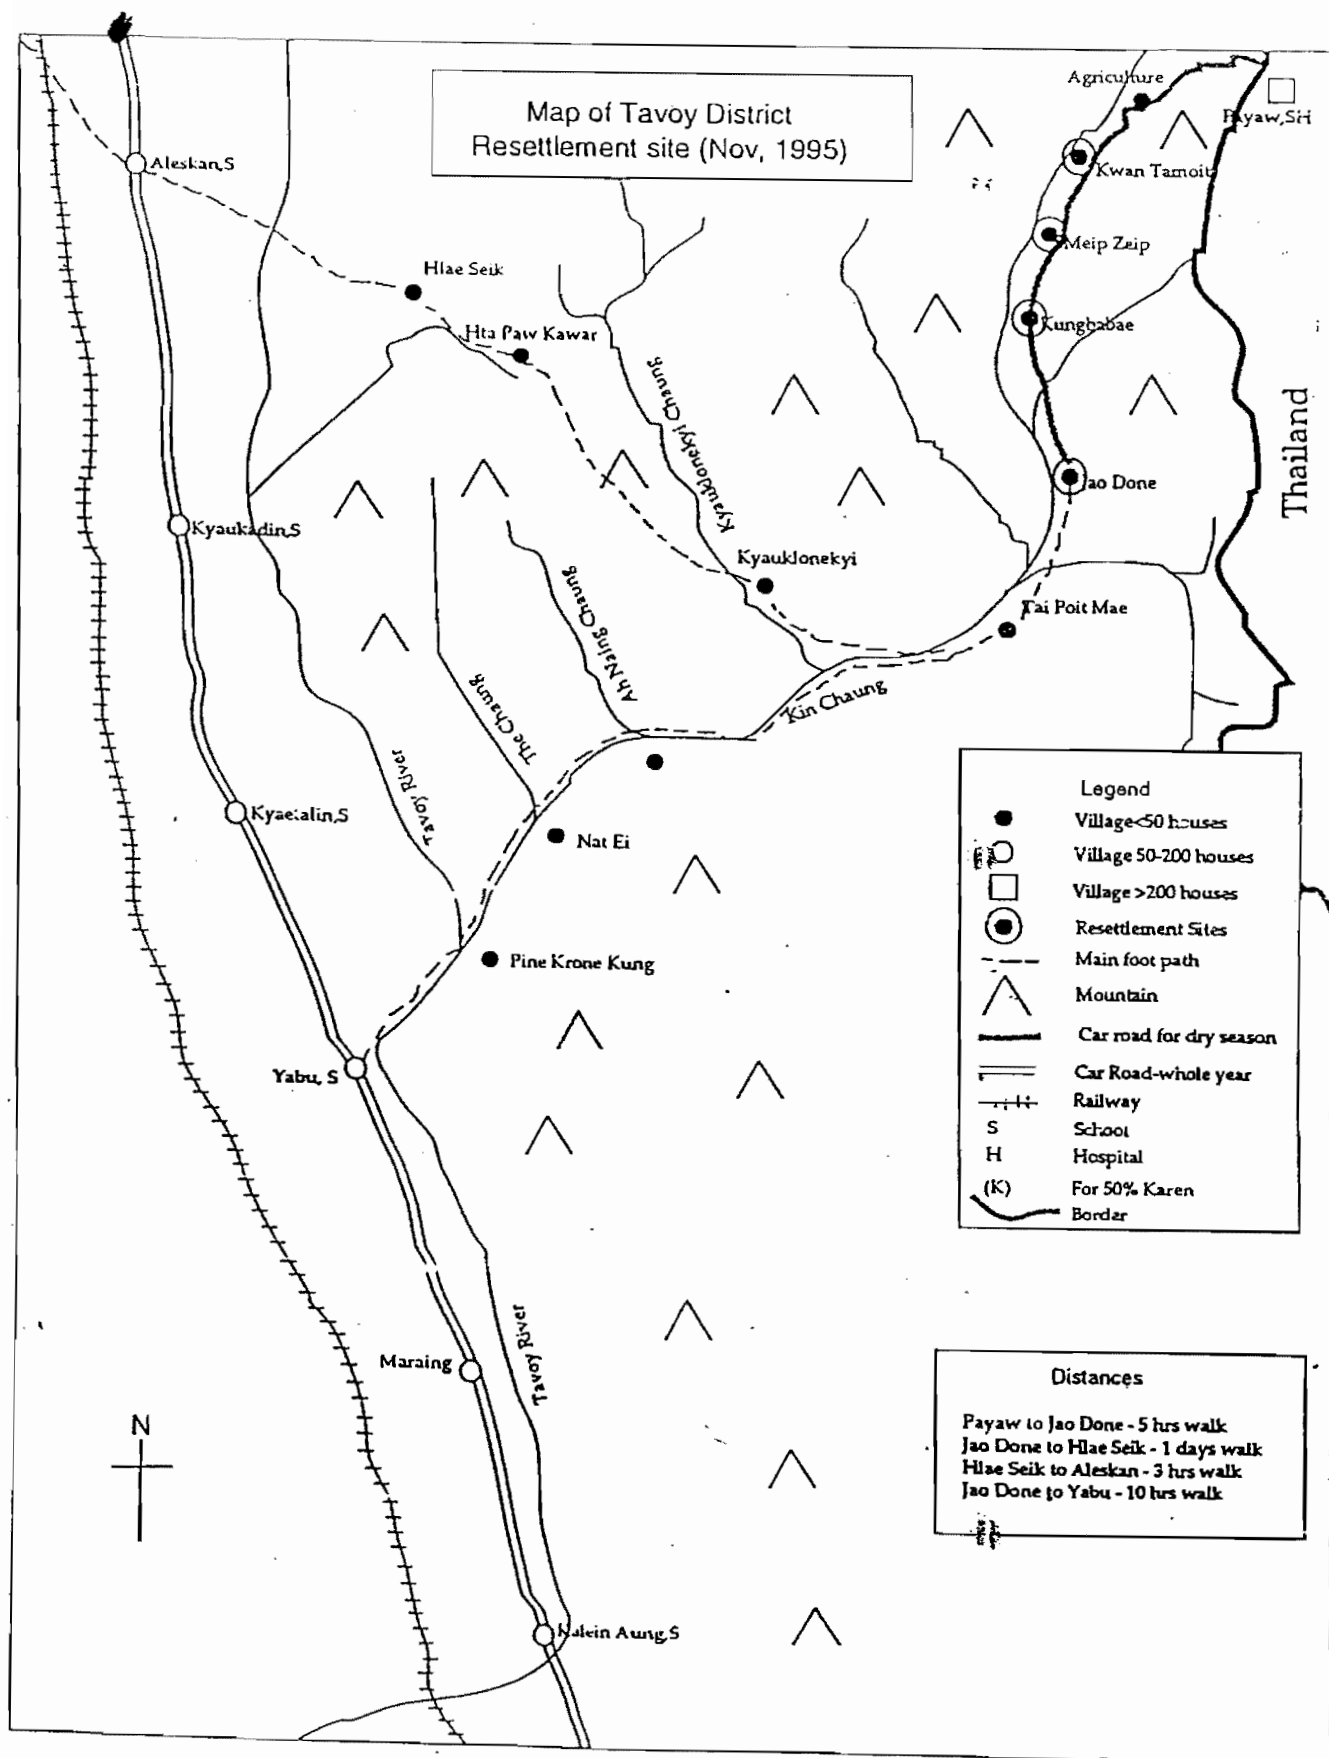 Map of Tavoy District
Resettlement site (Nov, 1995)
Agriculture
Payaw,SH
Aleskan,S
Kwan Tamoit
Meip Zeip
Hlae Seik
Kungbabae
Hta Paw Kawar
Kyauklonekyi Chaung
Thailand
Jao Done
Kyaukadin,S
Kyauklonekyi
Tai Poit Mae
Ah Naing Chaung
The Chaung
Kin Chaung
Tavoy River
Kyaetalin,S
Nat Ei
Pine Krone Kung
Yabu, S
Legend
Village<50 houses
Village 50-200 houses
Village >200 houses
Resettlement Sites
Main foot path
Mountain
Car road for dry season
Car Road-whole year
Railway
S School
H Hospital
(K) For 50% Karen
Border
Maraing
Tavoy River
Distances
Payaw to Jao Done - 5 hrs walk
Jao Done to Hlae Seik - 1 days walk
Hlae Seik to Aleskan - 3 hrs walk
Jao Done to Yabu - 10 hrs walk
N
Kalein Aung,S